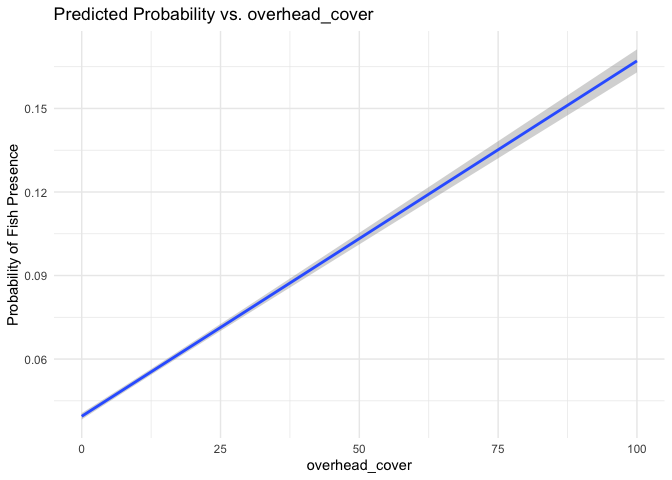 Predicted Probability vs. overhead_cover
Probability of Fish Presence
0.15
0.12
0.09
0.06
0 25 50 75 100
overhead_cover